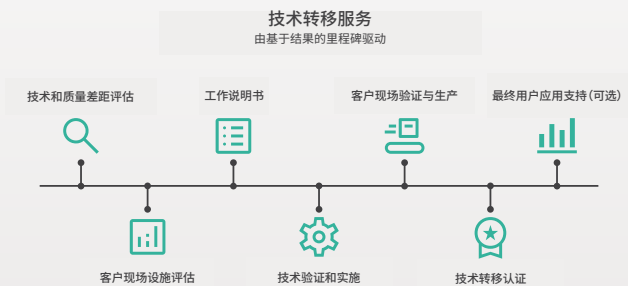 技术转移服务
由基于结果的里程碑驱动
技术和质量差距评估
工作说明书
客户现场验证与生产
最终用户应用支持(可选)
客户现场设施评估
技术验证和实施
技术转移认证